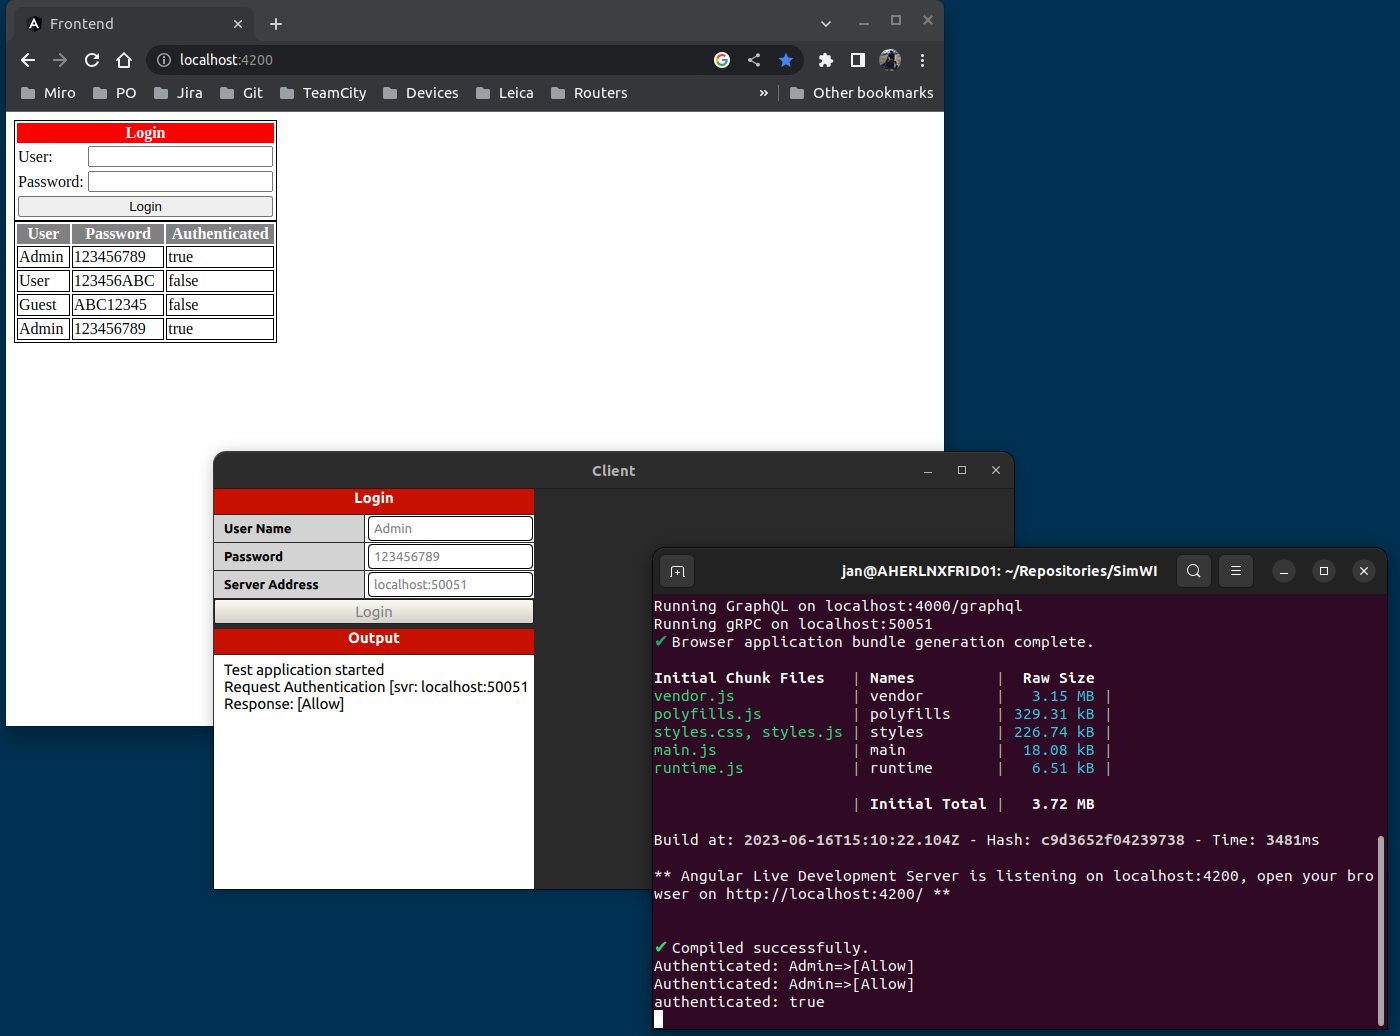 Frontend
localhost:4200
Miro PO Jira Git TeamCity Devices Leica Routers » Other bookmarks
Login
User:
Password:
Login
User Password Authenticated
Admin 123456789 true
User 123456ABC false
Guest ABC12345 false
Admin 123456789 true
Client
Login
User Name Admin
Password 123456789
Server Address localhost:50051
Login
Output
Test application started
Request Authentication [svr: localhost:50051
Response: [Allow]
jan@AHERLNXFRID01: ~/Repositories/SimWI
Running GraphQL on localhost:4000/graphql
Running gRPC on localhost:50051
✔ Browser application bundle generation complete.
Initial Chunk Files | Names | Raw Size
vendor.js | vendor | 3.15 MB |
polyfills.js | polyfills | 329.31 kB |
styles.css, styles.js | styles | 226.74 kB |
main.js | main | 18.08 kB |
runtime.js | runtime | 6.51 kB |
| Initial Total | 3.72 MB
Build at: 2023-06-16T15:10:22.104Z - Hash: c9d3652f04239738 - Time: 3481ms
** Angular Live Development Server is listening on localhost:4200, open your bro
wser on http://localhost:4200/ **
✔ Compiled successfully.
Authenticated: Admin=>[Allow]
Authenticated: Admin=>[Allow]
authenticated: true